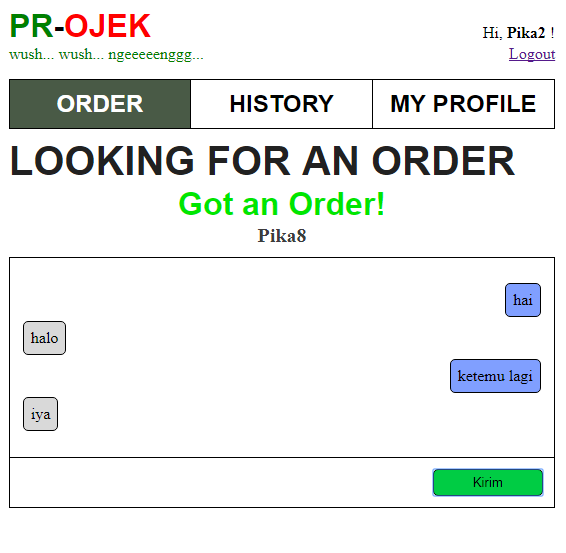 PR-OJEK
Hi, Pika2 !
wush... wush... ngeeeeenggg...
Logout
ORDER HISTORY MY PROFILE
LOOKING FOR AN ORDER
Got an Order!
Pika8
hai
halo
ketemu lagi
iya
Kirim